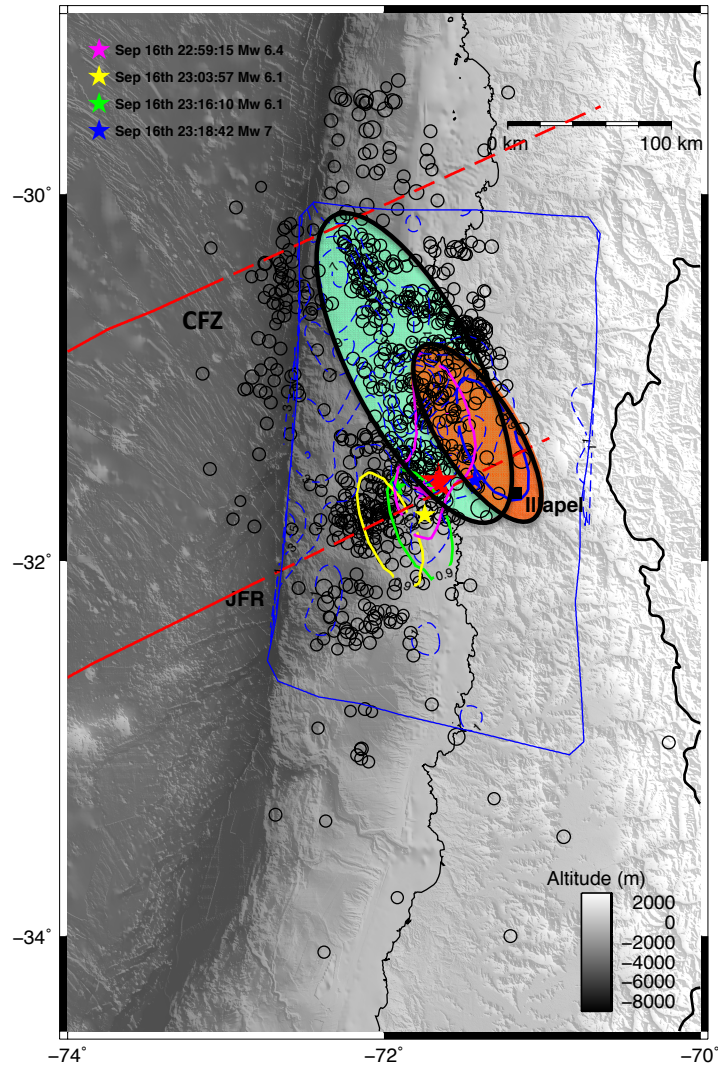 Sep 16th 22:59:15 Mw 6.4
Sep 16th 23:03:57 Mw 6.1
Sep 16th 23:16:10 Mw 6.1
Sep 16th 23:18:42 Mw 7
0 km 100 km
−30˚
CFZ
Illapel
−32˚
0.9
JFR
Altitude (m)
2000
0
−2000
−4000
−6000
−8000
−34˚
−74˚ −72˚ −70˚